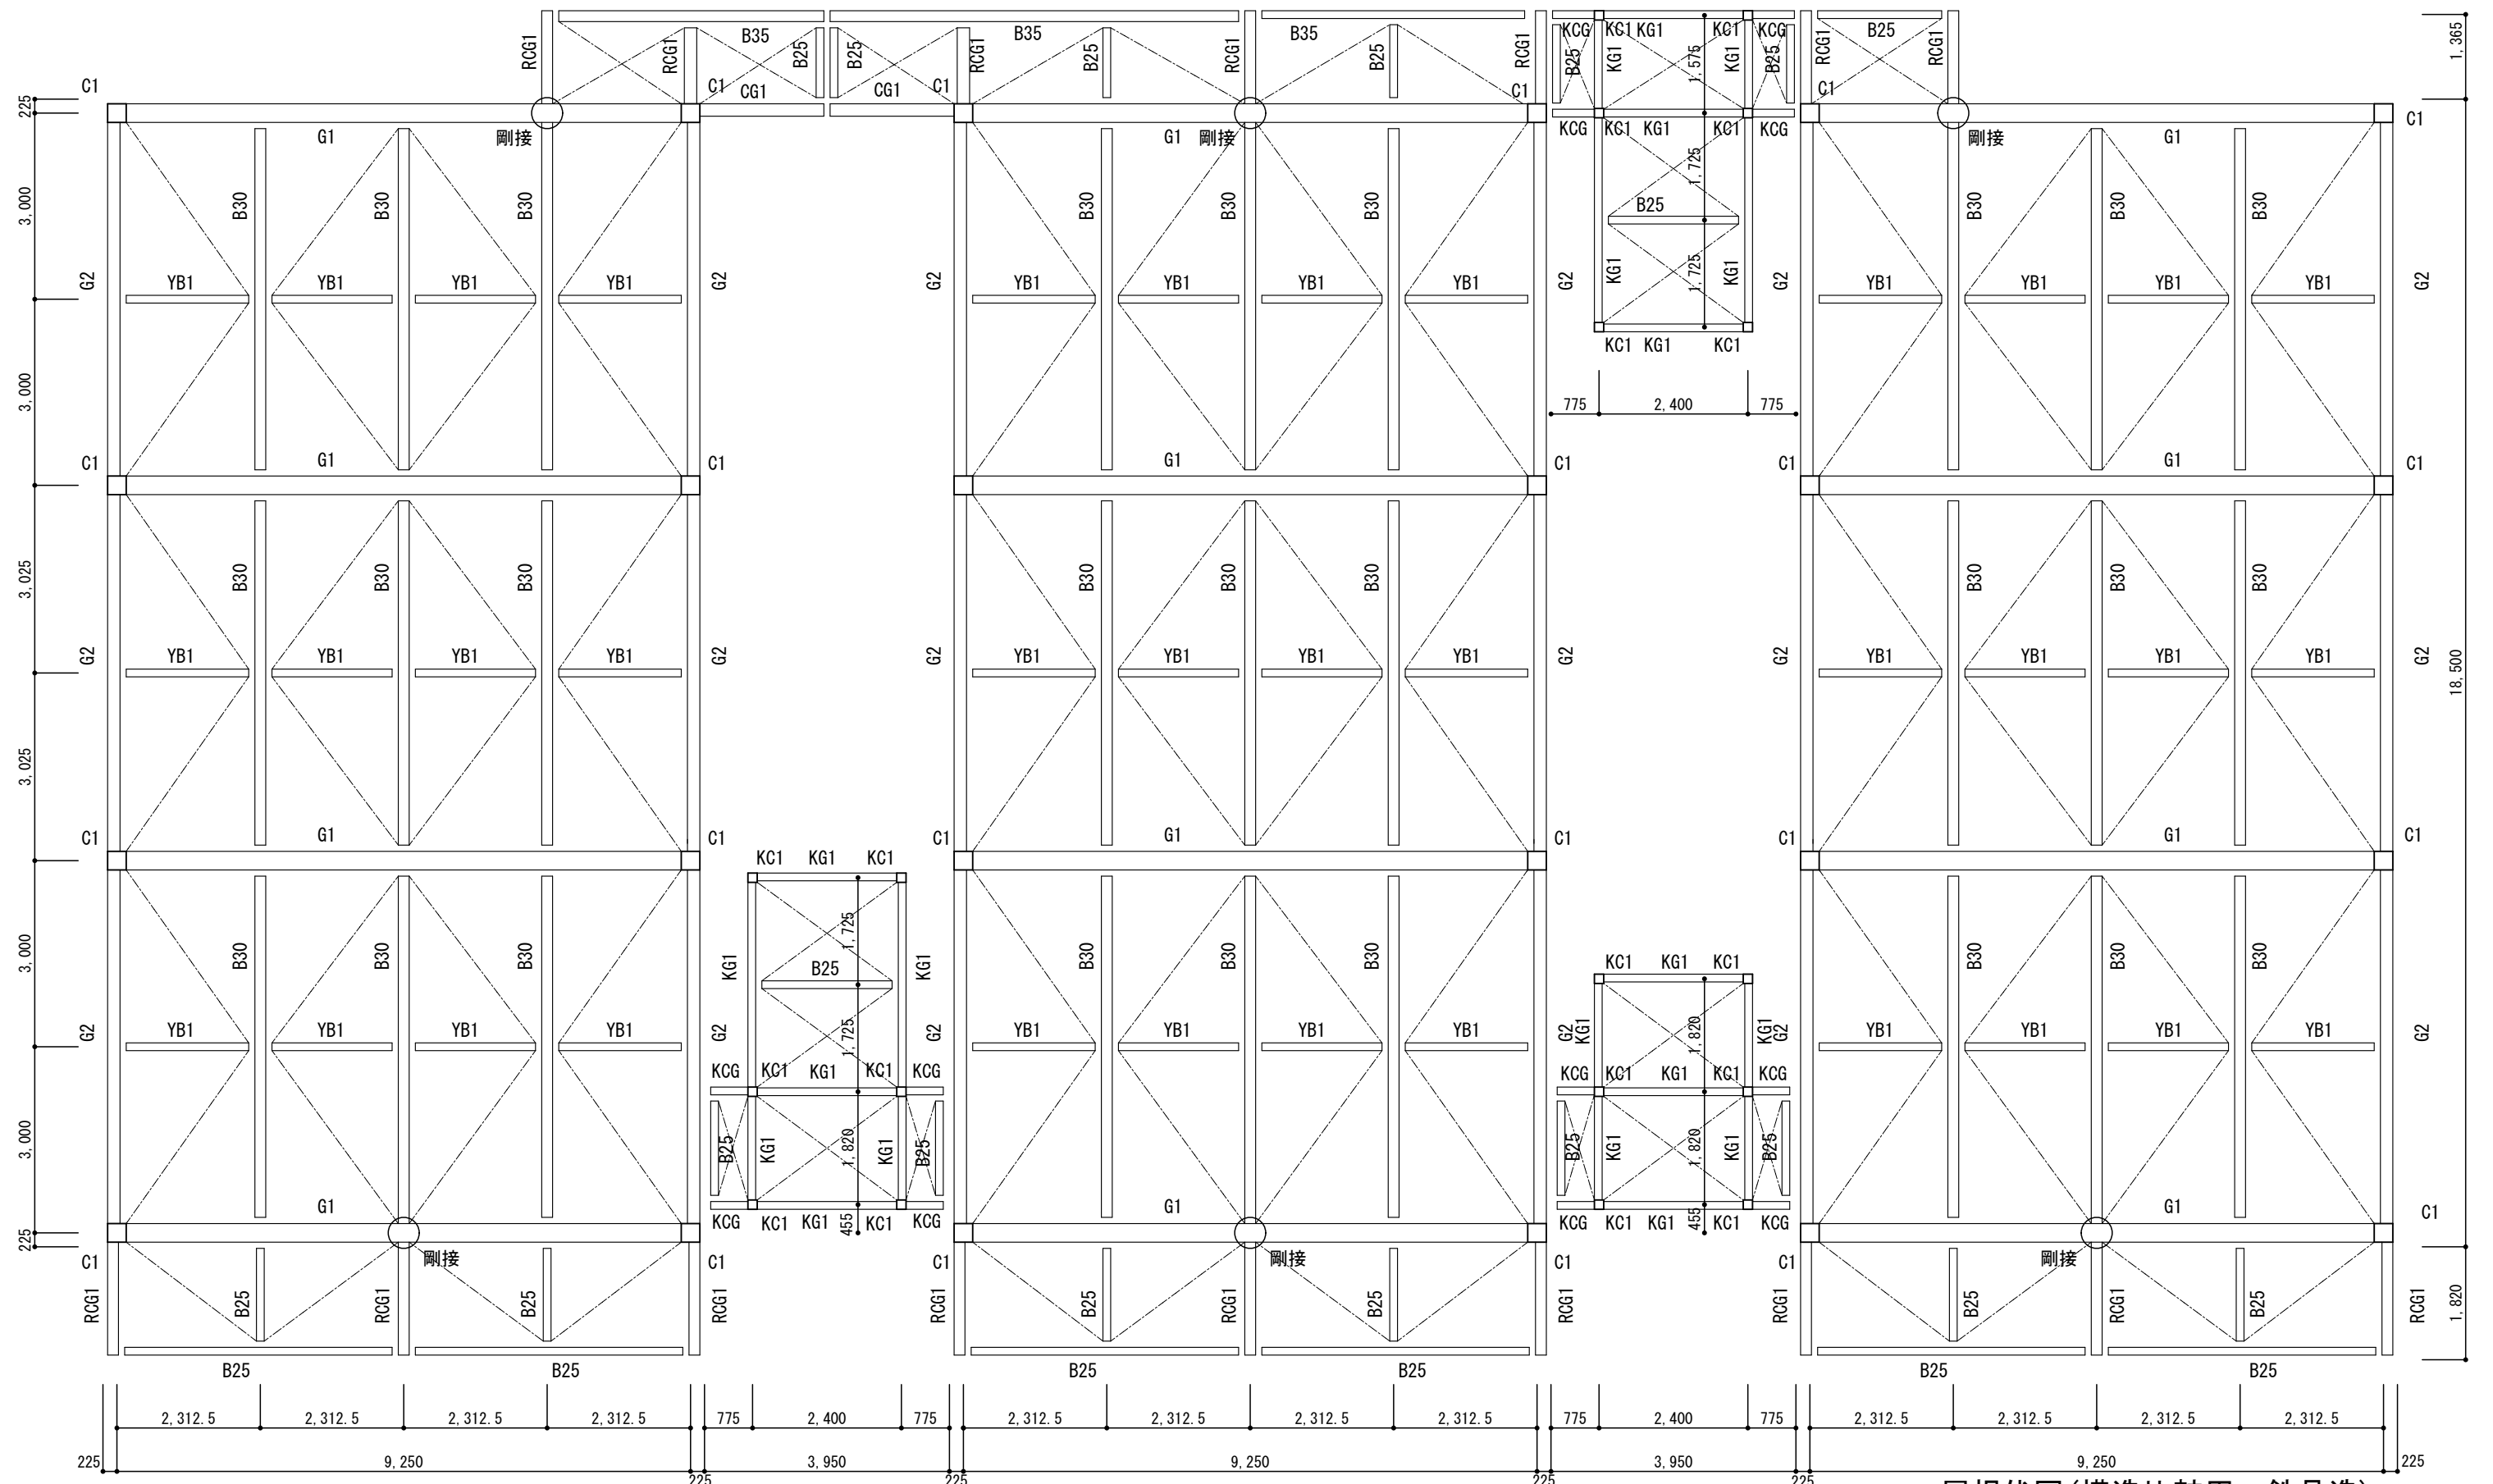 B35 B35 B35 KCG KC1 KG1 KC1 KCG B25
RCG1 RCG1 B25 B25 RCG1 B25 RCG1 B25 RCG1 B25 KG1 1,575 KG1 B25 RCG1 RCG1 1,365
C1 C1 CG1 CG1 C1 C1 C1
225 G1 剛接 G1 剛接 KCG KC1 KG1 KC1 KCG 剛接 G1 C1
3,000 B30 B30 B30 B30 B30 B30 1,725 B30 B30 B30
B25
G2 YB1 YB1 YB1 YB1 G2 G2 YB1 YB1 YB1 YB1 G2 KG1 1,725 KG1 G2 YB1 YB1 YB1 YB1 G2
KC1 KG1 KC1
3,000 775 2,400 775
C1 G1 C1 G1 C1 C1 G1 C1
3,025 B30 B30 B30 B30 B30 B30 B30 B30 B30
G2 YB1 YB1 YB1 YB1 G2 G2 YB1 YB1 YB1 YB1 G2 G2 YB1 YB1 YB1 YB1 G2 18,500
3,025
C1 G1 C1 C1 G1 C1 C1 G1 C1
KC1 KG1 KC1
1,725
3,000 B30 B30 B30 KG1 B25 KG1 B30 B30 B30 KC1 KG1 KC1 B30 B30 B30
G2 YB1 YB1 YB1 YB1 G2 1,725 G2 YB1 YB1 YB1 YB1 G2 KG1 1,820 KG1 G2 YB1 YB1 YB1 YB1 G2
KCG KC1 KG1 KC1 KCG KCG KC1 KG1 KC1 KCG
3,000 B25 KG1 1,820 KG1 B25 B25 KG1 1,820 KG1 B25
G1 G1 G1
KCG KC1 KG1 455 KC1 KCG KCG KC1 KG1 455 KC1 KCG C1
225
C1 剛接 C1 C1 剛接 C1 C1 剛接
RCG1 B25 RCG1 B25 RCG1 RCG1 B25 RCG1 B25 RCG1 RCG1 B25 RCG1 B25 RCG1 1,820
B25 B25 B25 B25 B25 B25
2,312.5 2,312.5 2,312.5 2,312.5 775 2,400 775 2,312.5 2,312.5 2,312.5 2,312.5 775 2,400 775 2,312.5 2,312.5 2,312.5 2,312.5
225 9,250 3,950 9,250 3,950 9,250 225
225 225 225 225